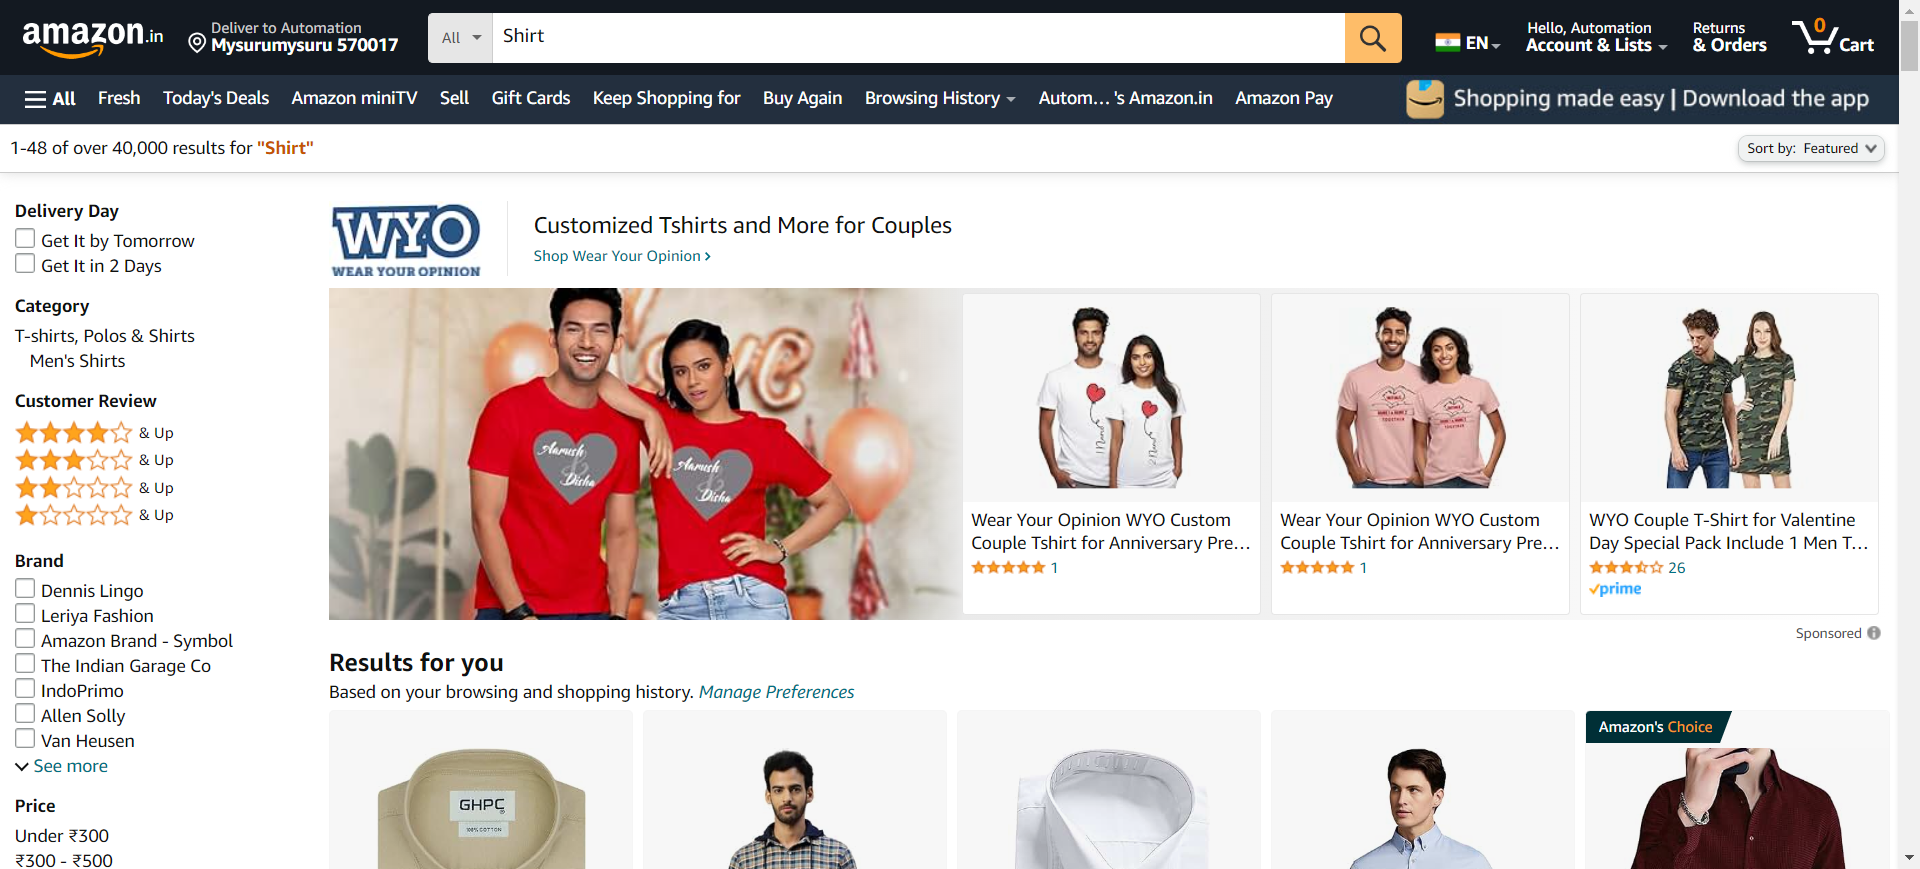 amazon.in
Deliver to Automation
Mysurumysuru 570017
All
Shirt
EN
Hello, Automation
Account & Lists
Returns
& Orders
0
Cart
All
Fresh
Today's Deals
Amazon miniTV
Sell
Gift Cards
Keep Shopping for
Buy Again
Browsing History
Autom... 's Amazon.in
Amazon Pay
Shopping made easy | Download the app
1-48 of over 40,000 results for "Shirt"
Sort by: Featured
Delivery Day
Get It by Tomorrow
Get It in 2 Days
Category
T-shirts, Polos & Shirts
Men's Shirts
Customer Review
& Up
& Up
& Up
& Up
Brand
Dennis Lingo
Leriya Fashion
Amazon Brand - Symbol
The Indian Garage Co
IndoPrimo
Allen Solly
Van Heusen
See more
Price
Under ₹300
₹300 - ₹500
WYO
WEAR YOUR OPINION
Customized Tshirts and More for Couples
Shop Wear Your Opinion ›
Love
Aarush
&
Disha
Aarush
&
Disha
Wear Your Opinion WYO Custom
Couple Tshirt for Anniversary Pre...
1
Wear Your Opinion WYO Custom
Couple Tshirt for Anniversary Pre...
1
WYO Couple T-Shirt for Valentine
Day Special Pack Include 1 Men T...
26
prime
Sponsored
Results for you
Based on your browsing and shopping history. Manage Preferences
GHPC
100% COTTON
Amazon's Choice